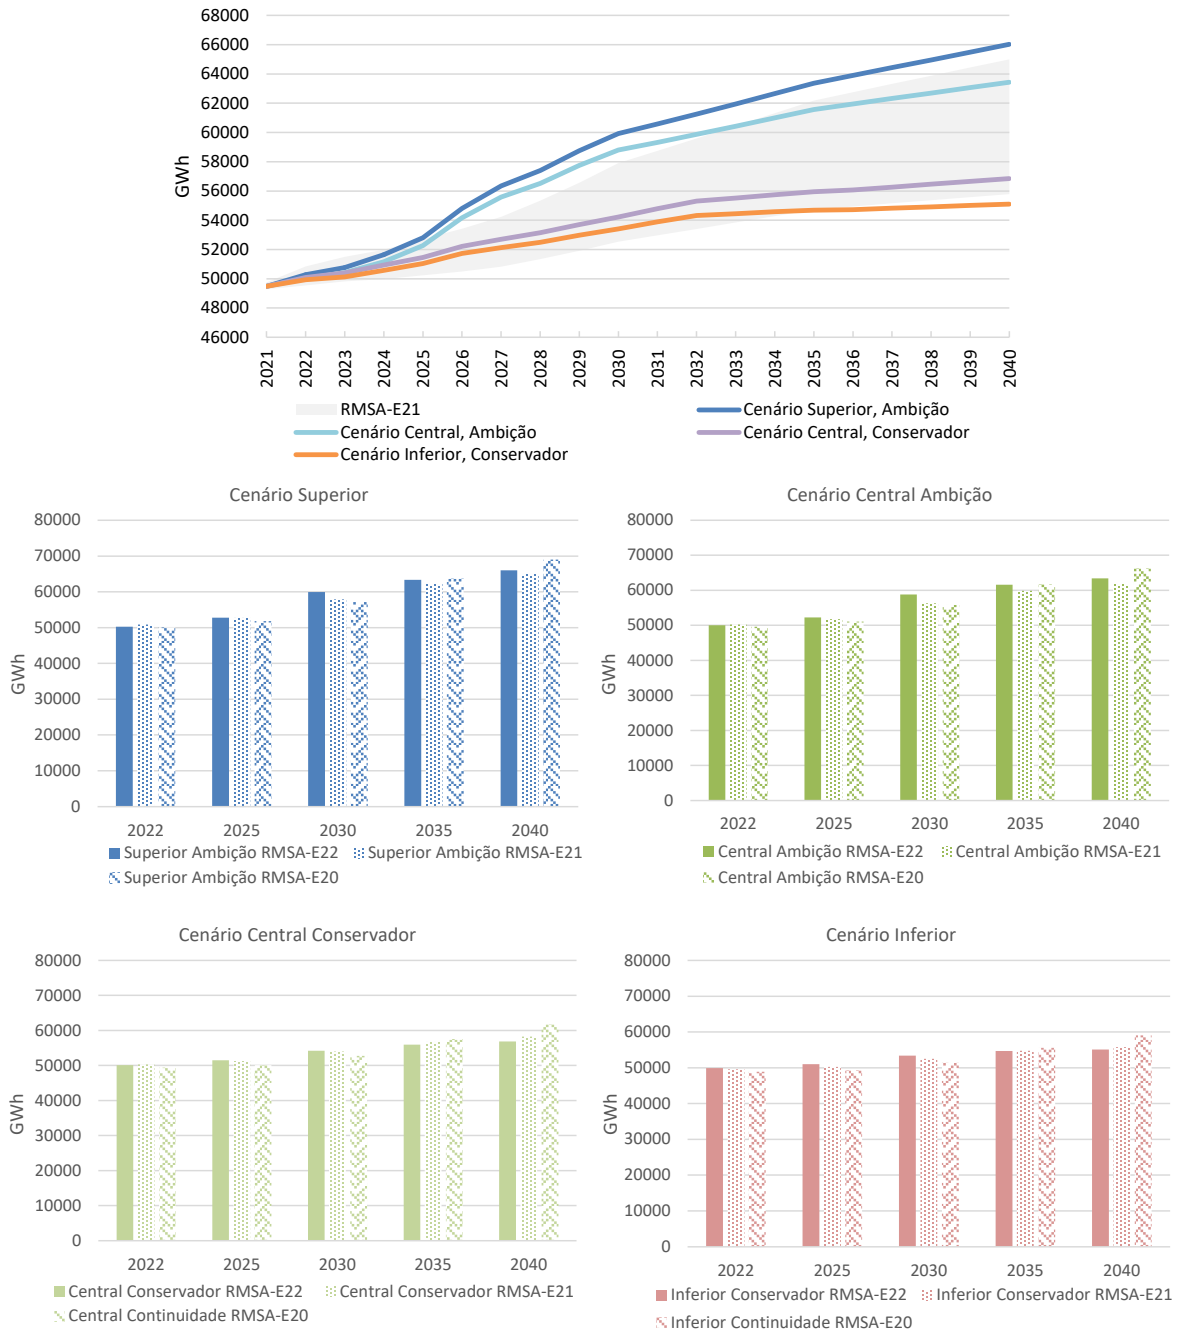 68000
66000
64000
62000
60000
58000
56000
54000
52000
50000
48000
46000
GWh
2021 2022 2023 2024 2025 2026 2027 2028 2029 2030 2031 2032 2033 2034 2035 2036 2037 2038 2039 2040
RMSA-E21 Cenário Superior, Ambição
Cenário Central, Ambição Cenário Central, Conservador
Cenário Inferior, Conservador
Cenário Superior
80000
70000
60000
50000
40000
30000
20000
10000
0
GWh
2022 2025 2030 2035 2040
Superior Ambição RMSA-E22 Superior Ambição RMSA-E21
Superior Ambição RMSA-E20
Cenário Central Ambição
80000
70000
60000
50000
40000
30000
20000
10000
0
GWh
2022 2025 2030 2035 2040
Central Ambição RMSA-E22 Central Ambição RMSA-E21
Central Ambição RMSA-E20
Cenário Central Conservador
80000
70000
60000
50000
40000
30000
20000
10000
0
GWh
2022 2025 2030 2035 2040
Central Conservador RMSA-E22 Central Conservador RMSA-E21
Central Continuidade RMSA-E20
Cenário Inferior
80000
70000
60000
50000
40000
30000
20000
10000
0
GWh
2022 2025 2030 2035 2040
Inferior Conservador RMSA-E22 Inferior Conservador RMSA-E21
Inferior Continuidade RMSA-E20